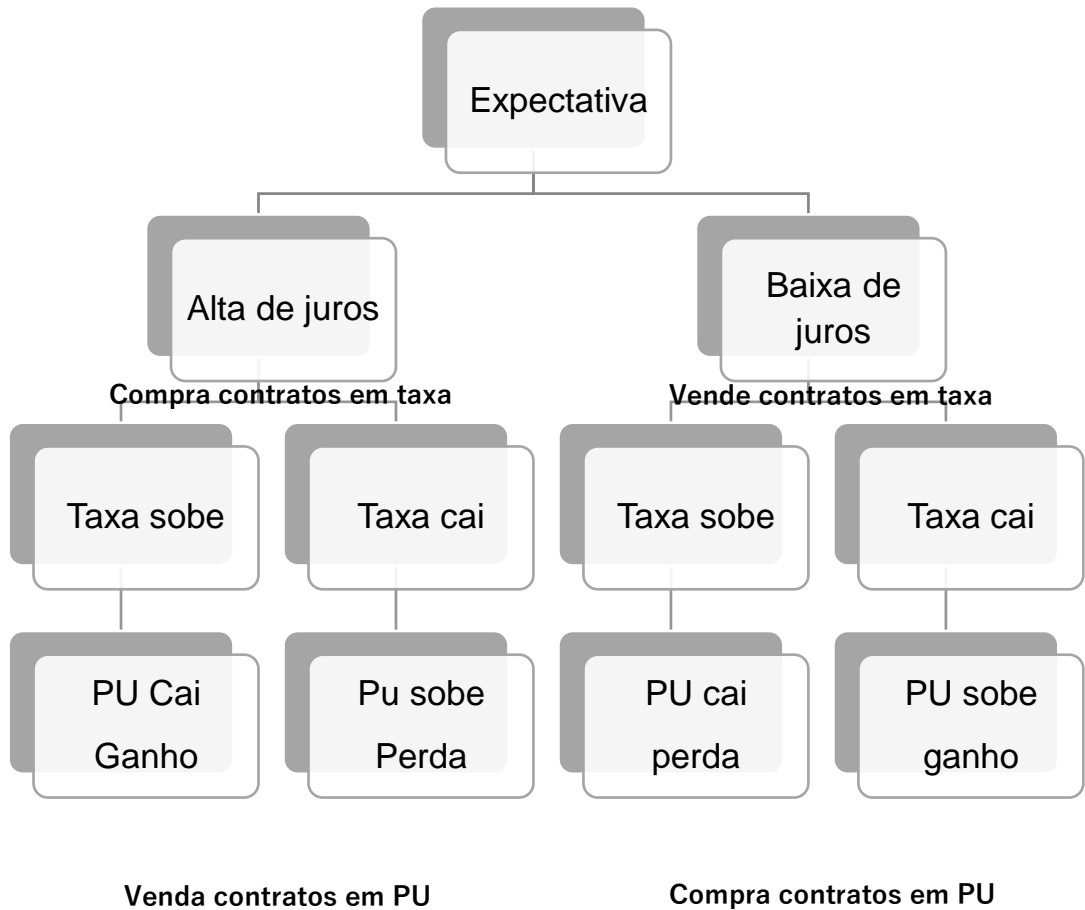 Expectativa
Alta de juros
Baixa de
juros
Compra contratos em taxa
Vende contratos em taxa
Taxa sobe
Taxa cai
Taxa sobe
Taxa cai
PU Cai
Ganho
Pu sobe
Perda
PU cai
perda
PU sobe
ganho
Venda contratos em PU
Compra contratos em PU